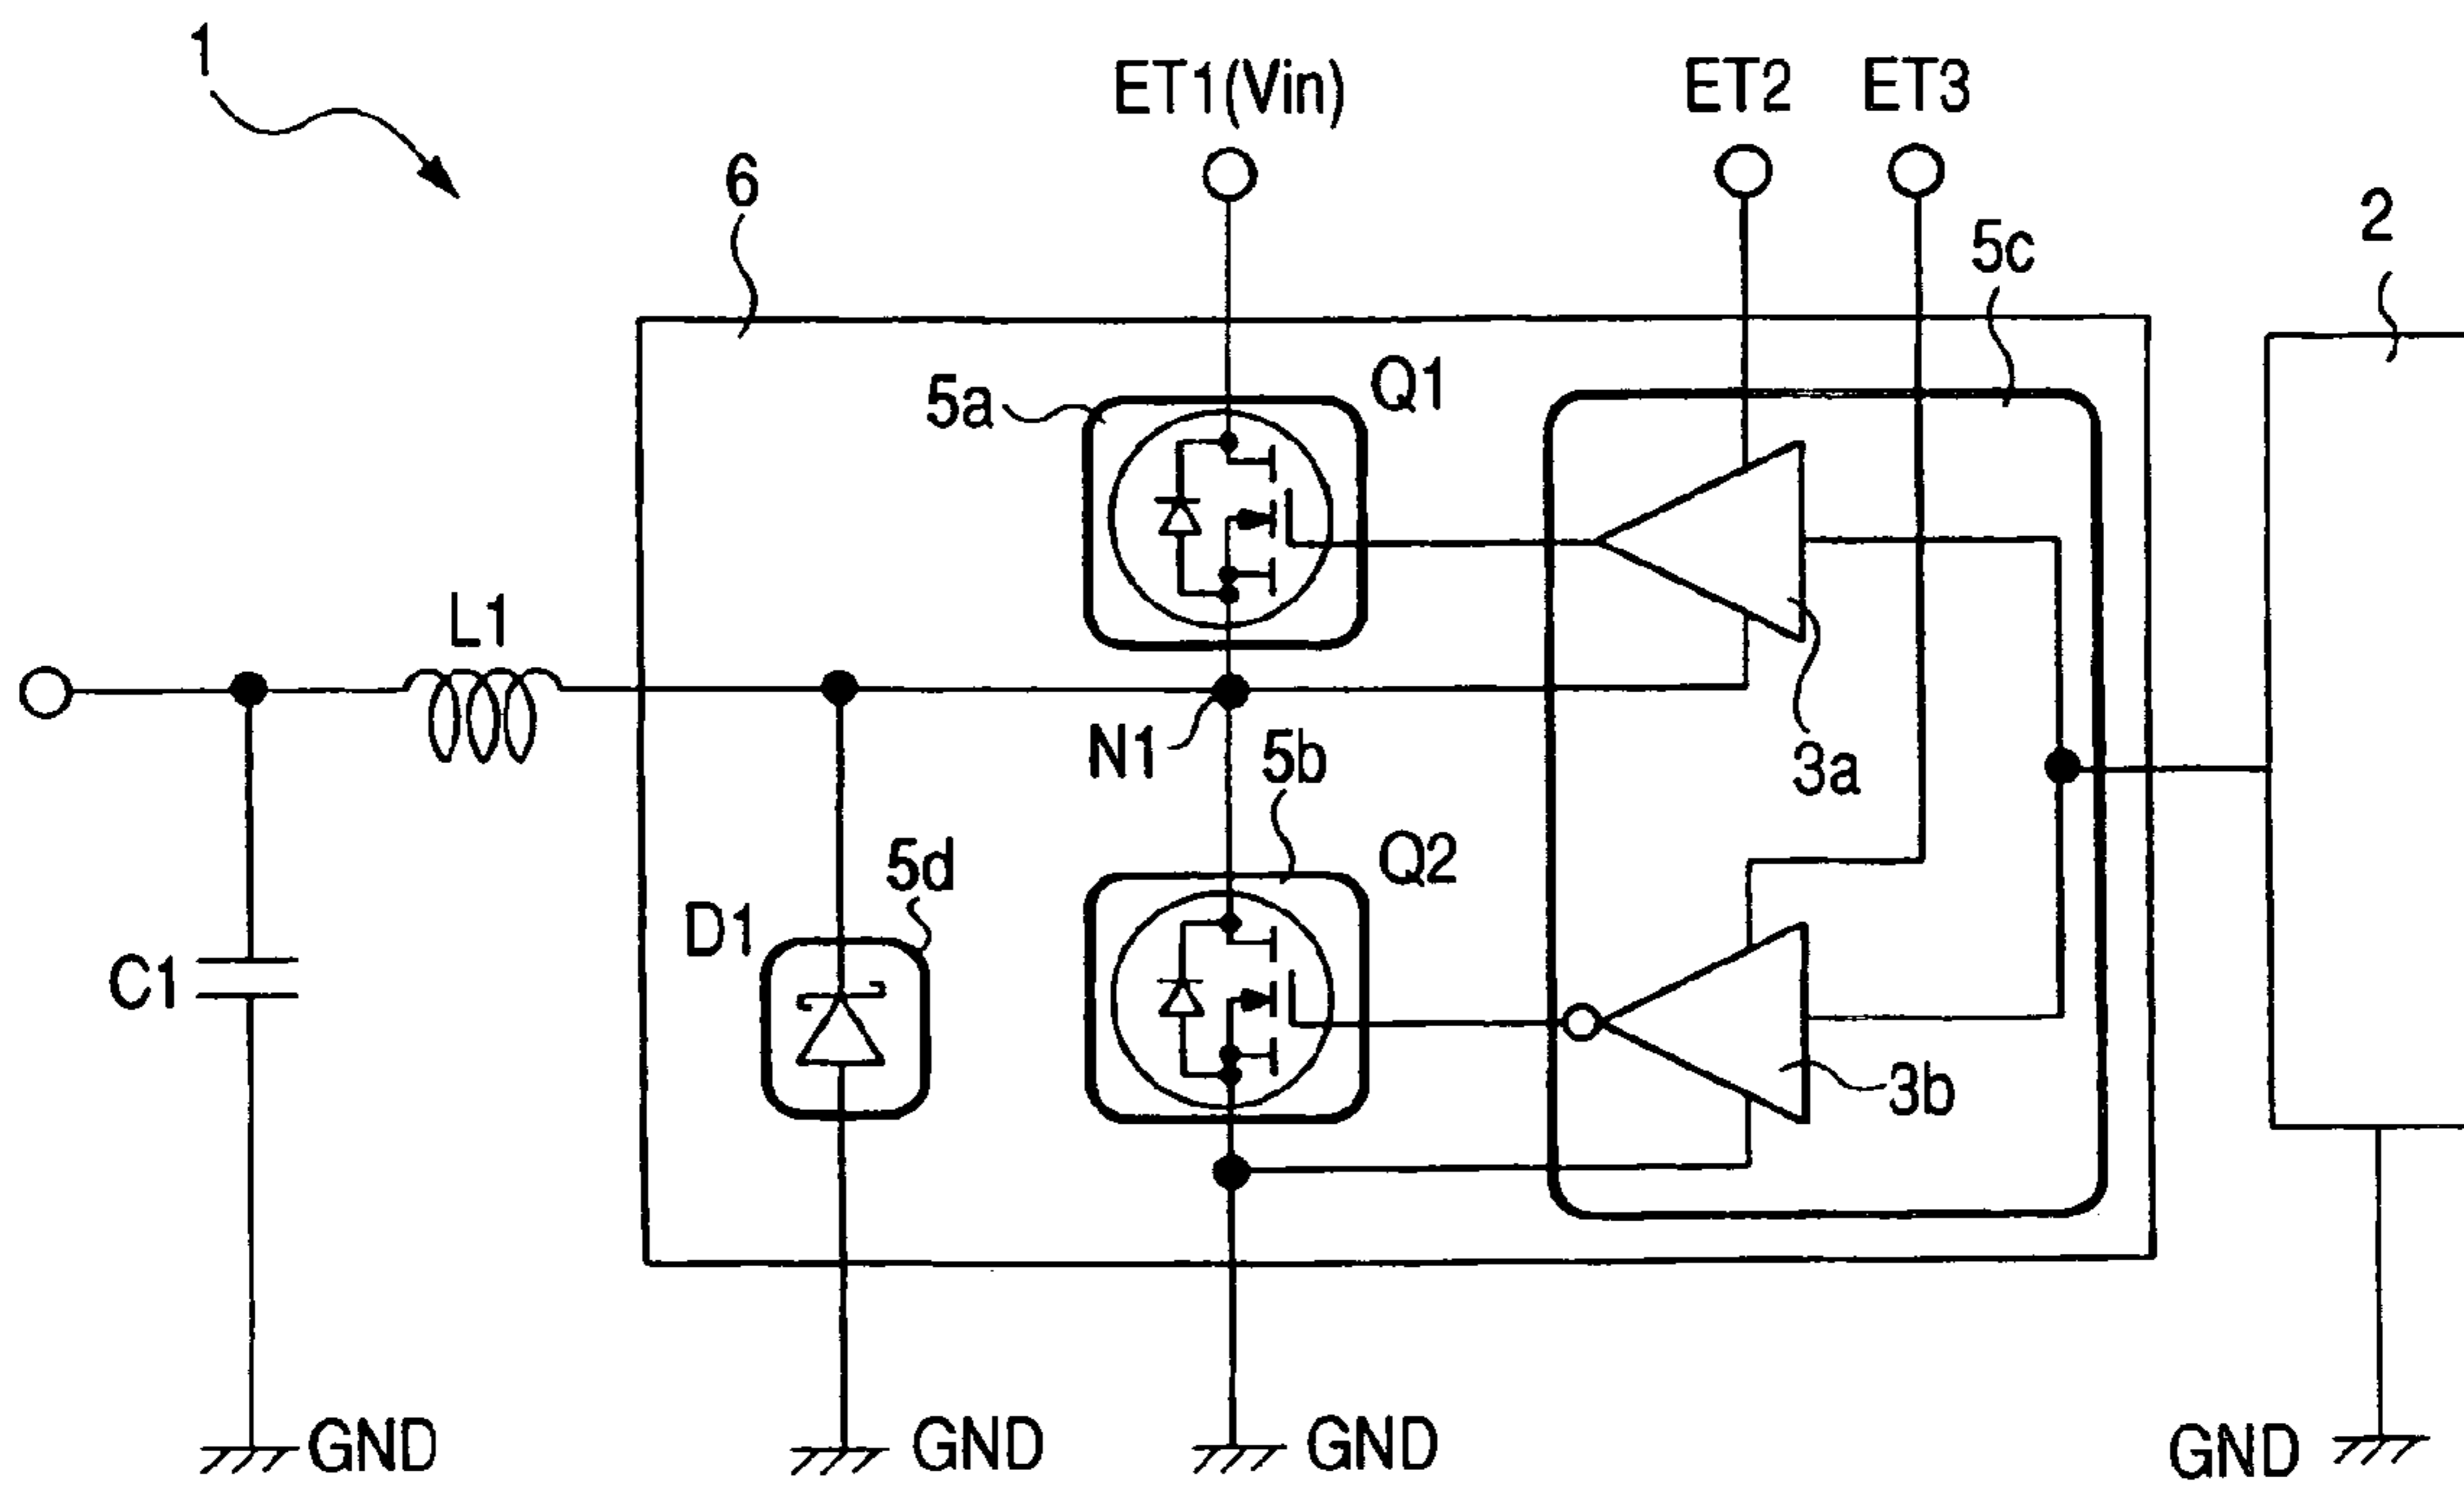 1
ET1(Vin)
ET2
ET3
6
5c
2
5a
Q1
L1
N1
5b
3a
5d
Q2
D1
C1
3b
GND
GND
GND
GND